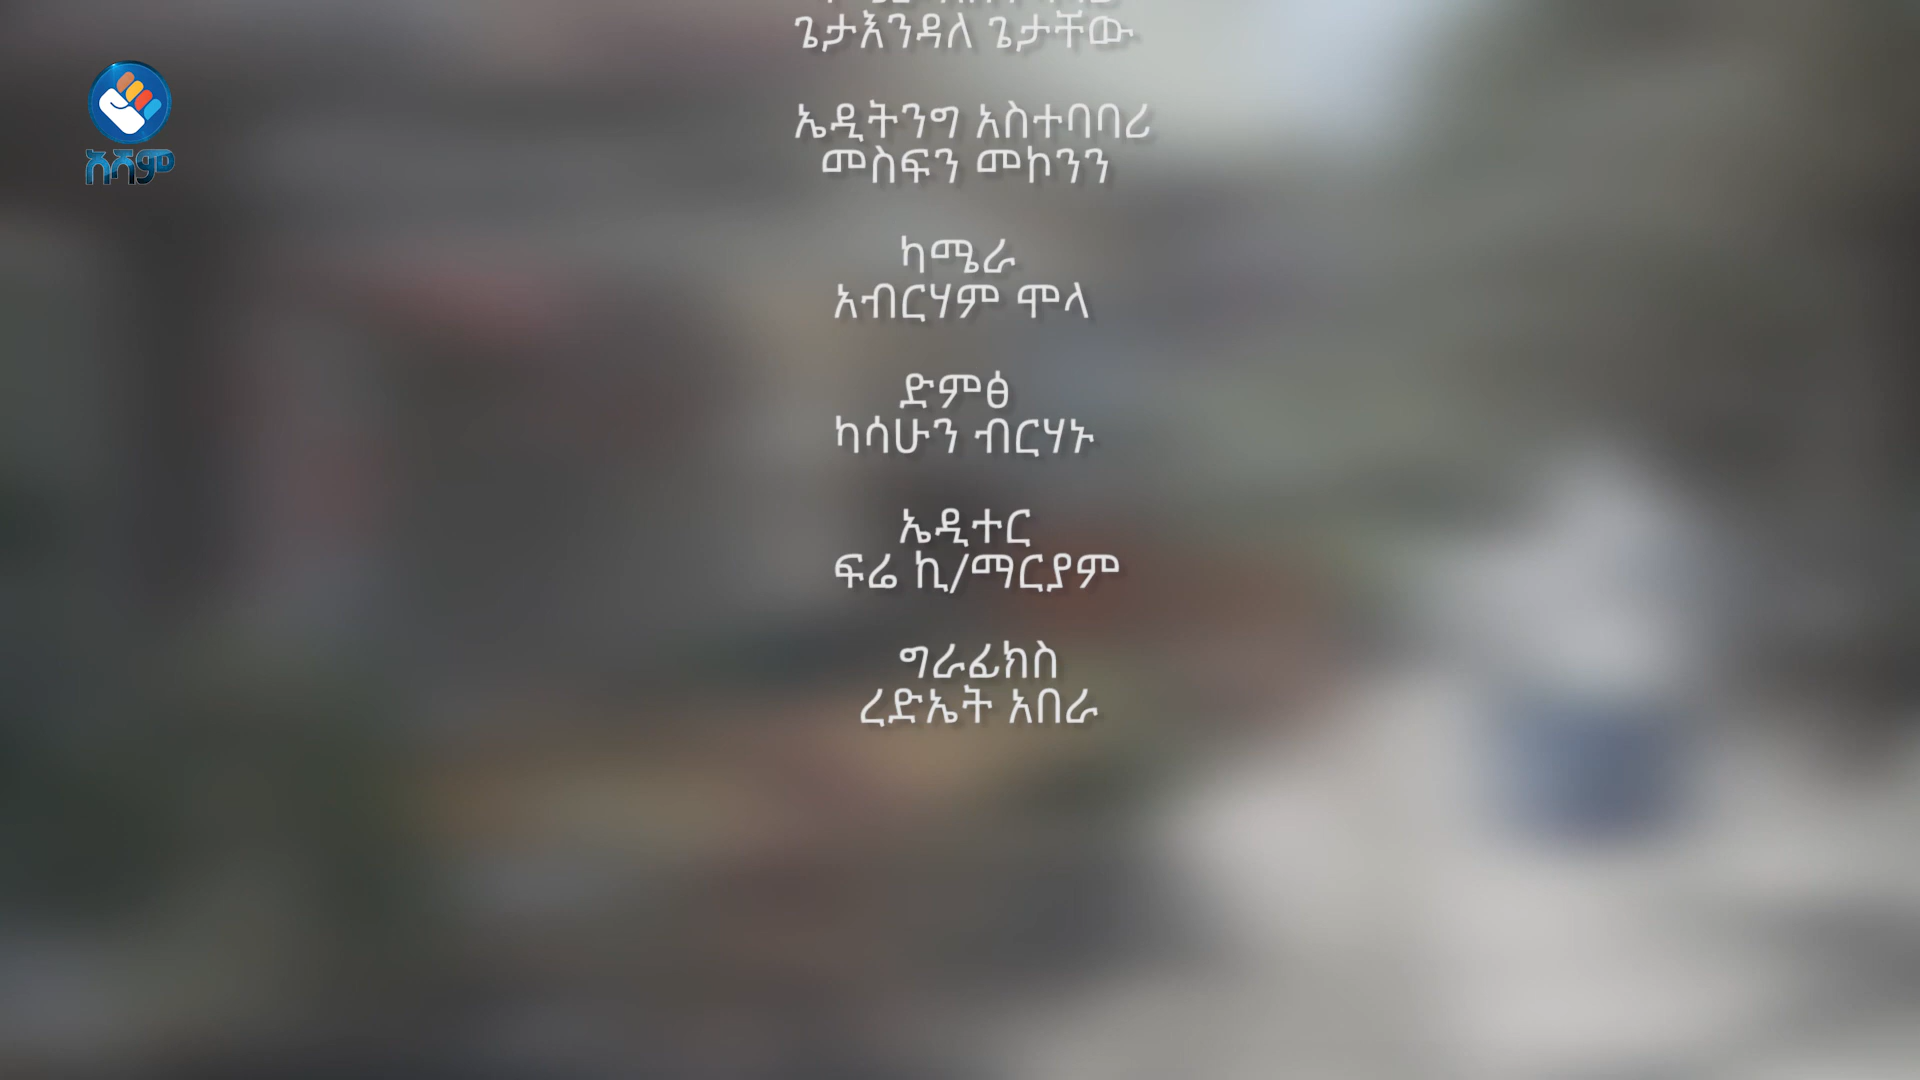 ጌታእንዳለ ጌታቸው
ኤዲትንግ አስተባባሪ
መስፍን መኮንን
ካሜራ
አብርሃም ሞላ
ድምፅ
ካሳሁን ብርሃኑ
ኤዲተር
ፍሬ ኪ/ማርያም
ግራፊክስ
ረድኤት አበራ
አሻም